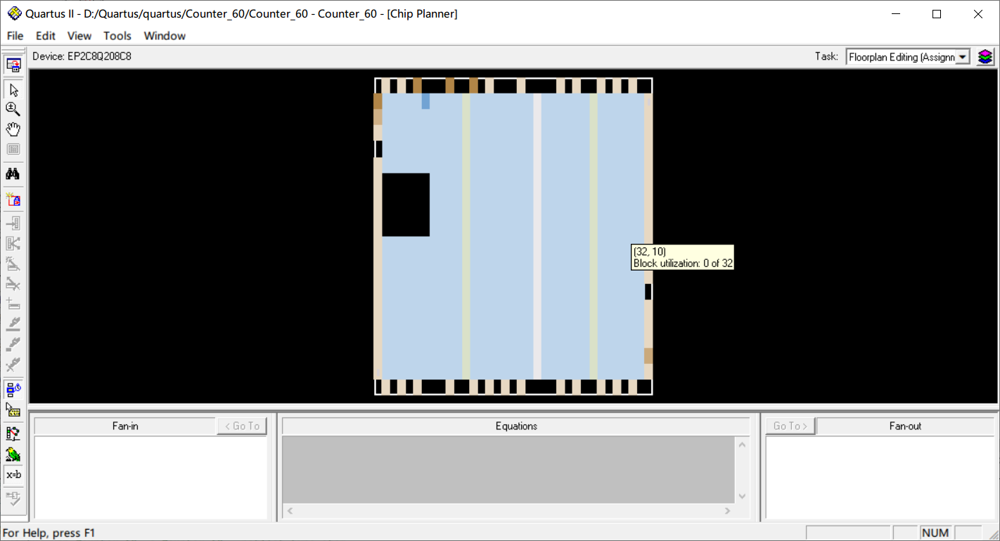 Quartus II - D:/Quartus/quartus/Counter_60/Counter_60 - Counter_60 - [Chip Planner]
File Edit View Tools Window
Device: EP2C8Q208C8
Task: Floorplan Editing (Assignn
(32, 10)
Block utilization: 0 of 32
Fan-in < Go To Equations Go To > Fan-out
x=b
For Help, press F1
NUM